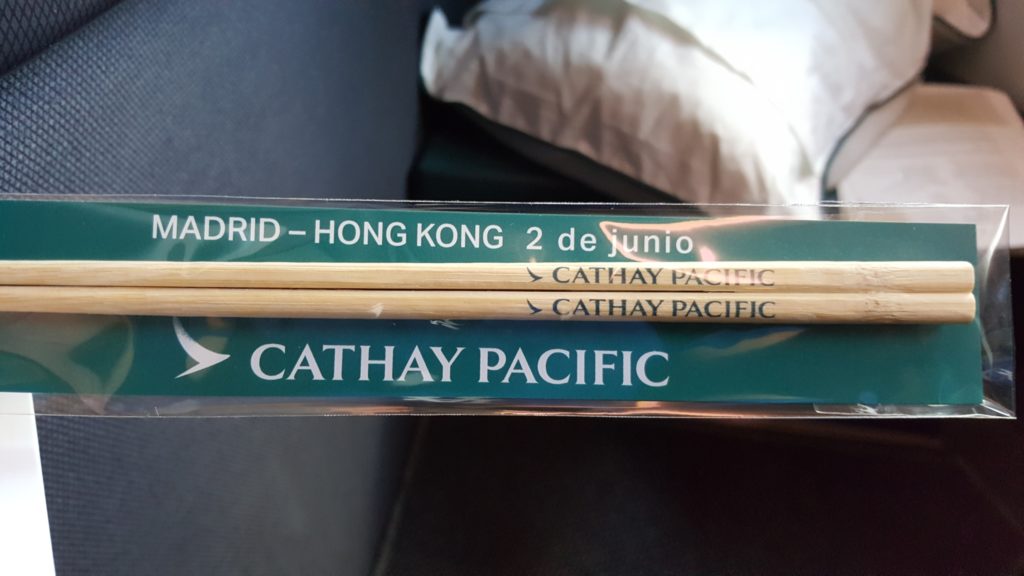 MADRID – HONG KONG 2 de junio
CATHAY PACIFIC
CATHAY PACIFIC
CATHAY PACIFIC